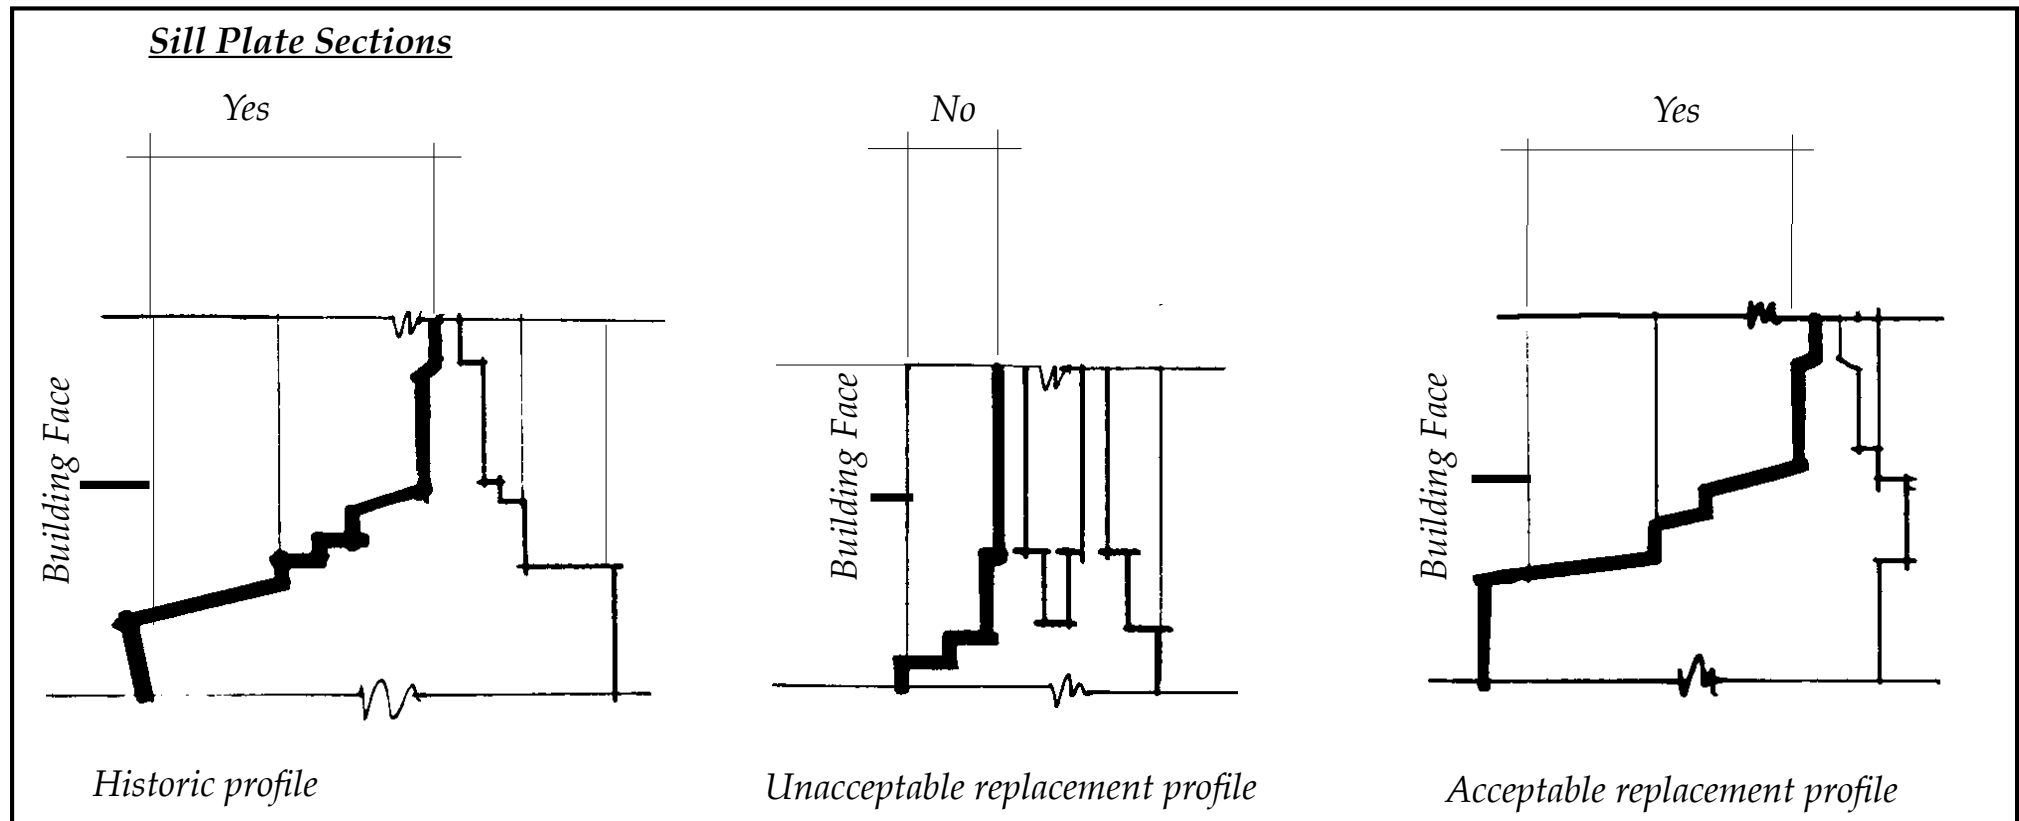 Sill Plate Sections
Yes
No
Yes
Building Face
Building Face
Building Face
Historic profile
Unacceptable replacement profile
Acceptable replacement profile